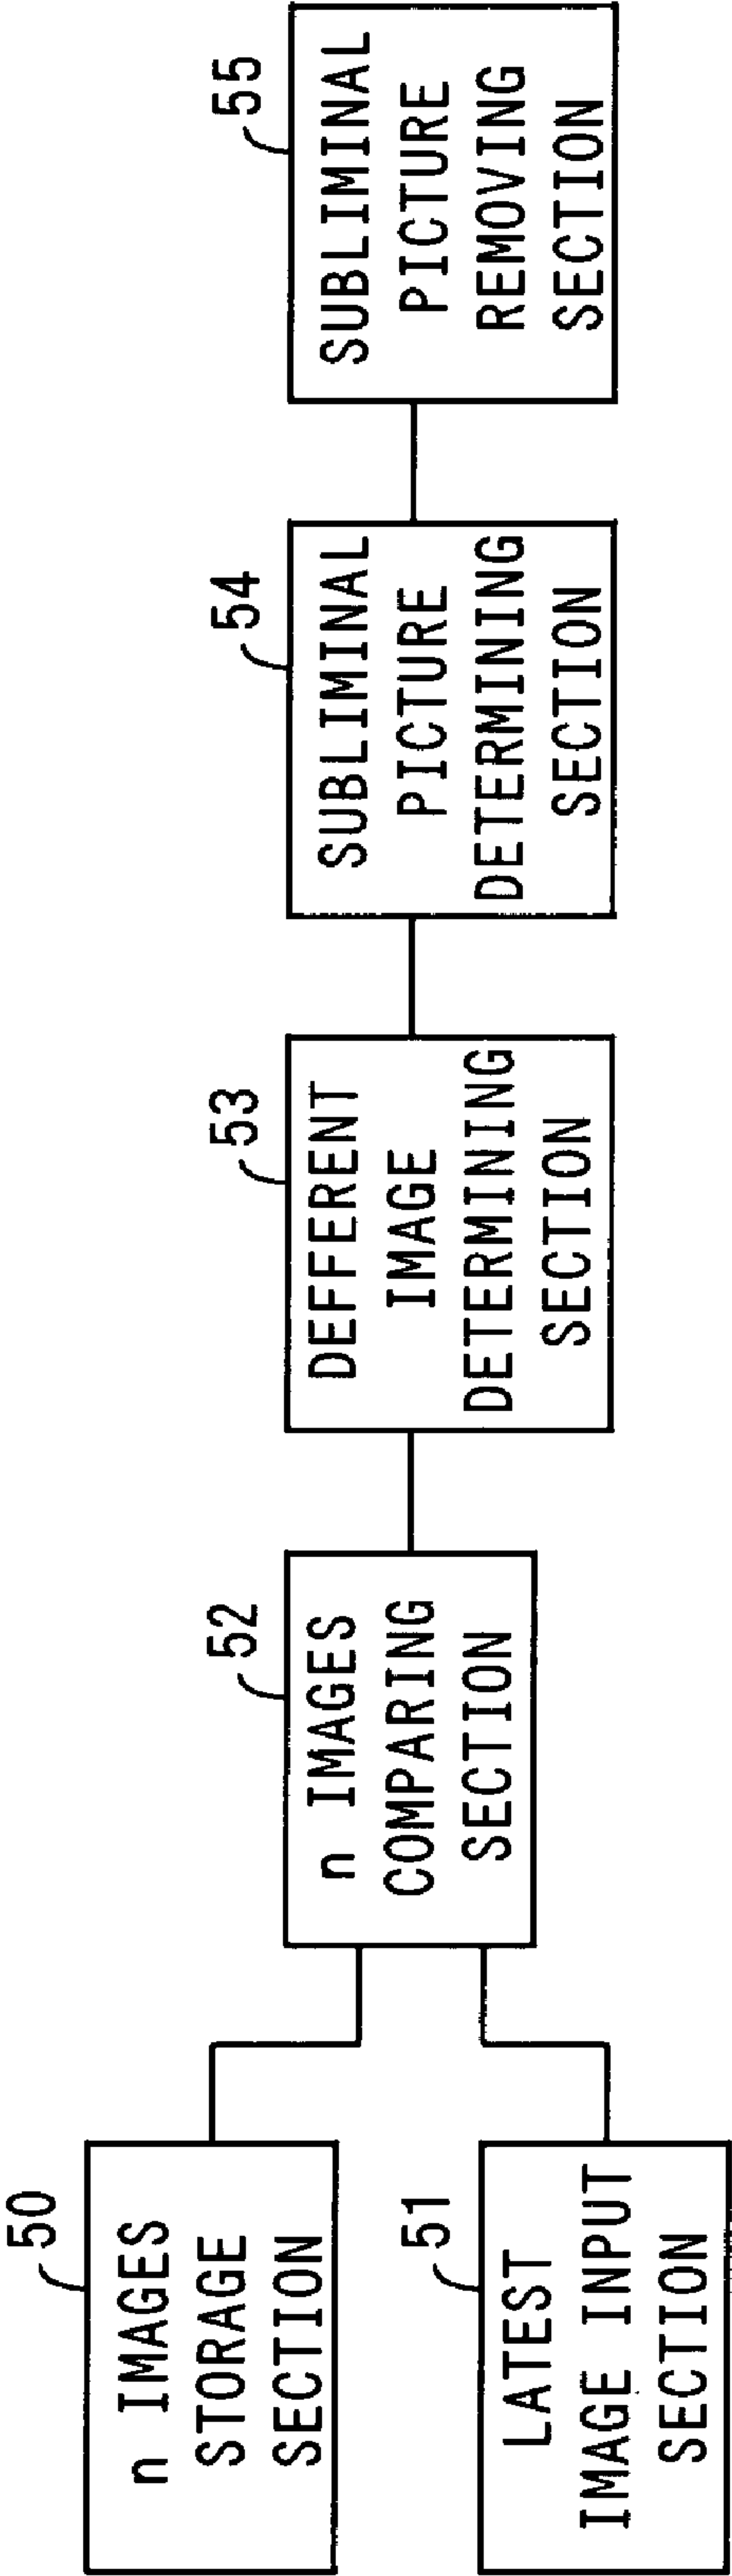 50
n IMAGES
STORAGE
SECTION
51
LATEST
IMAGE INPUT
SECTION
52
n IMAGES
COMPARING
SECTION
53
DEFFERENT
IMAGE
DETERMINING
SECTION
54
SUBLIMINAL
PICTURE
DETERMINING
SECTION
55
SUBLIMINAL
PICTURE
REMOVING
SECTION